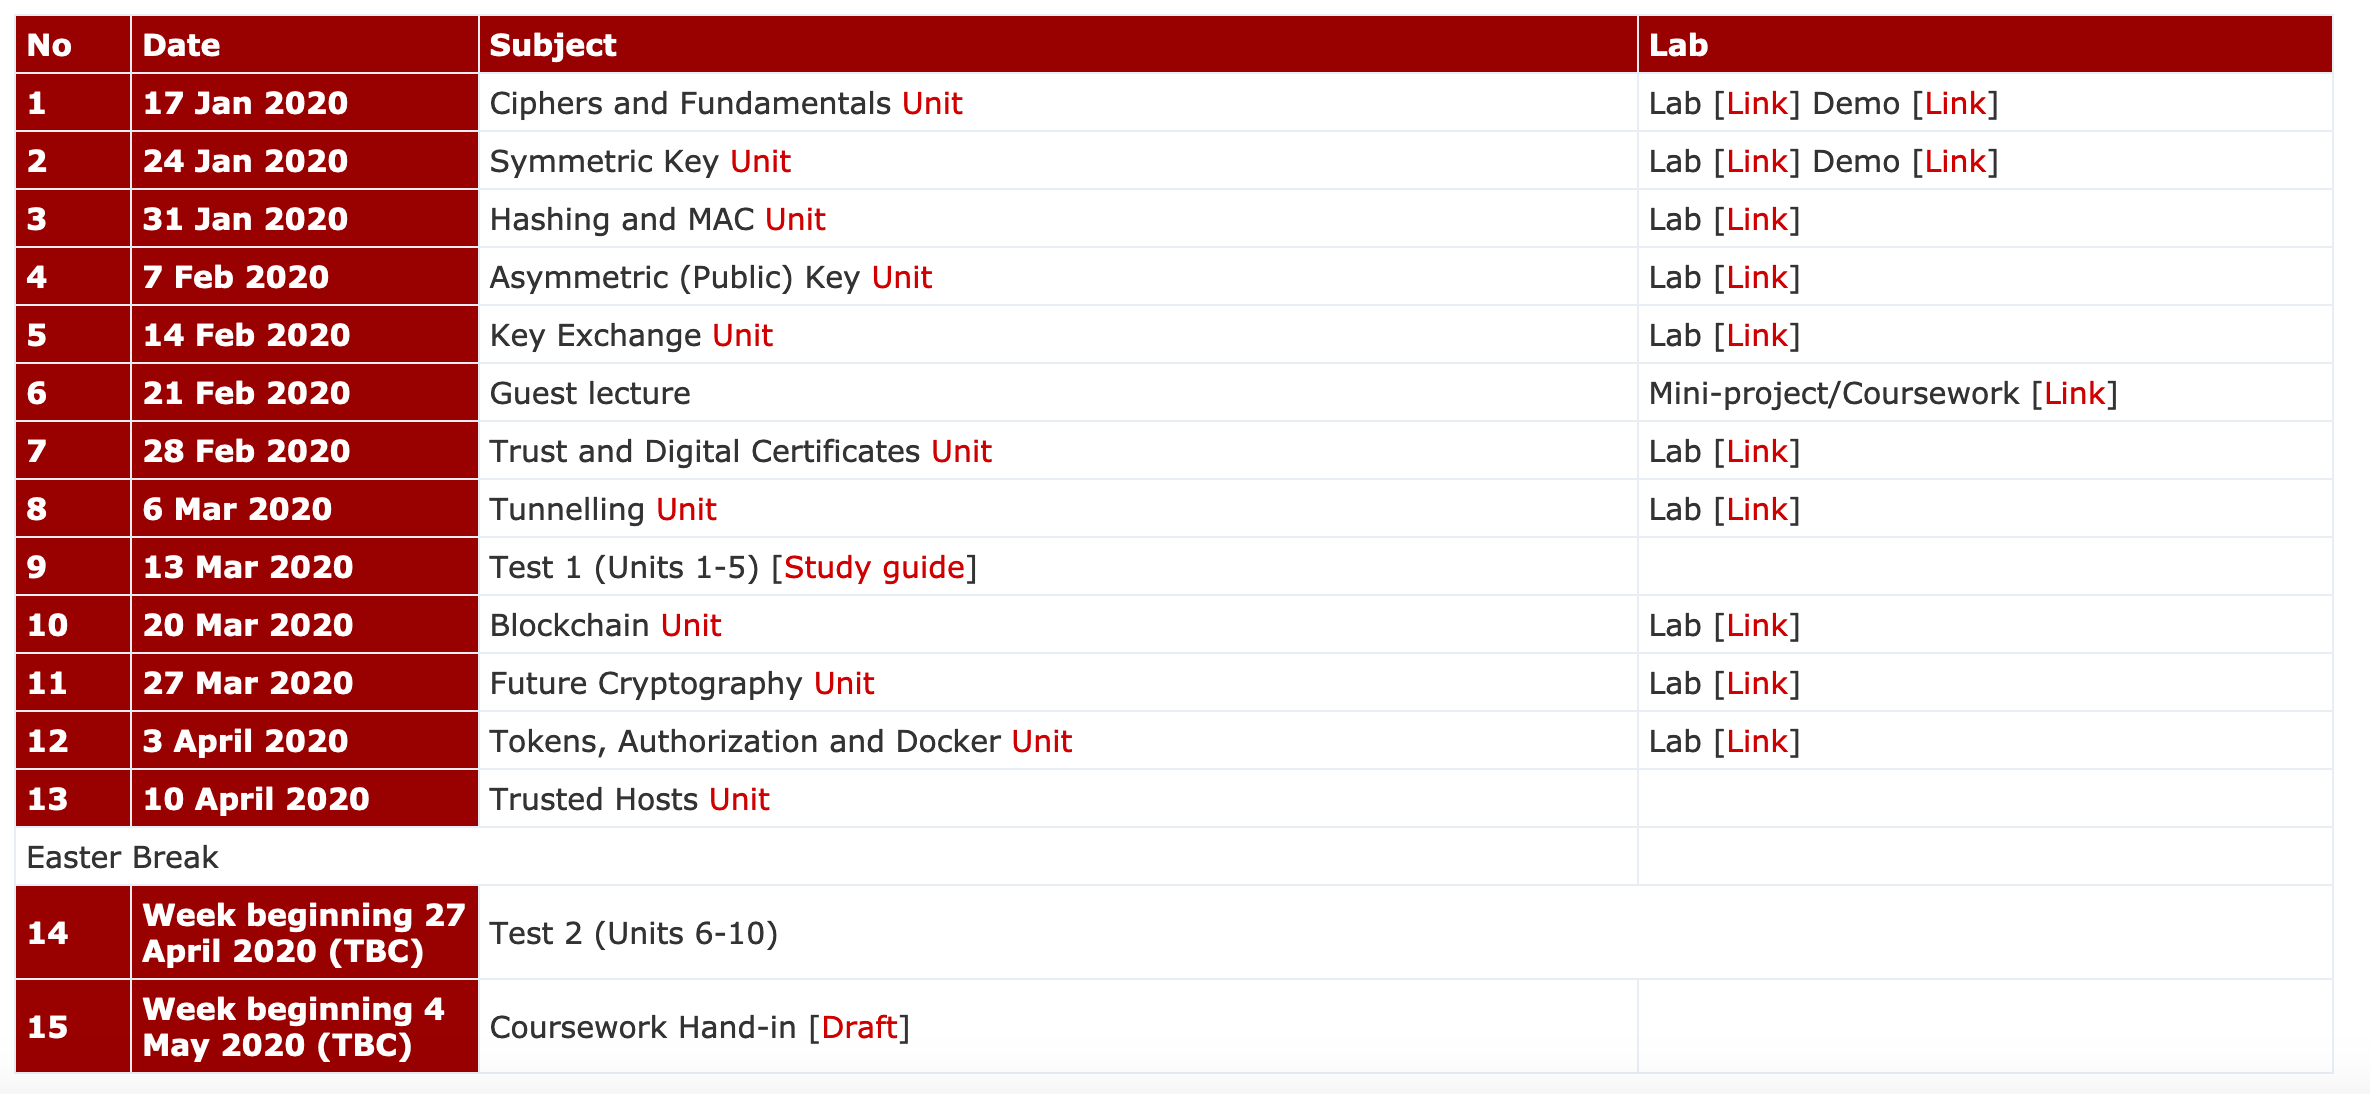 No Date Subject Lab
1 17 Jan 2020 Ciphers and Fundamentals Unit Lab [Link] Demo [Link]
2 24 Jan 2020 Symmetric Key Unit Lab [Link] Demo [Link]
3 31 Jan 2020 Hashing and MAC Unit Lab [Link]
4 7 Feb 2020 Asymmetric (Public) Key Unit Lab [Link]
5 14 Feb 2020 Key Exchange Unit Lab [Link]
6 21 Feb 2020 Guest lecture Mini-project/Coursework [Link]
7 28 Feb 2020 Trust and Digital Certificates Unit Lab [Link]
8 6 Mar 2020 Tunnelling Unit Lab [Link]
9 13 Mar 2020 Test 1 (Units 1-5) [Study guide]
10 20 Mar 2020 Blockchain Unit Lab [Link]
11 27 Mar 2020 Future Cryptography Unit Lab [Link]
12 3 April 2020 Tokens, Authorization and Docker Unit Lab [Link]
13 10 April 2020 Trusted Hosts Unit
Easter Break
14 Week beginning 27
April 2020 (TBC) Test 2 (Units 6-10)
15 Week beginning 4
May 2020 (TBC) Coursework Hand-in [Draft]